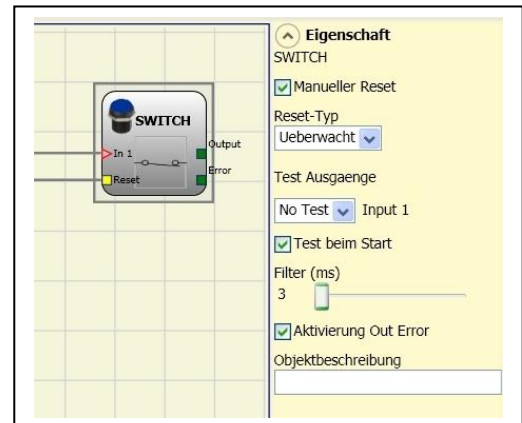 SWITCH
In 1
Output
Reset
Error
Eigenschaft
SWITCH
Manueller Reset
Reset-Typ
Ueberwacht
Test Ausgaenge
No Test Input 1
Test beim Start
Filter (ms)
3
Aktivierung Out Error
Objektbeschreibung